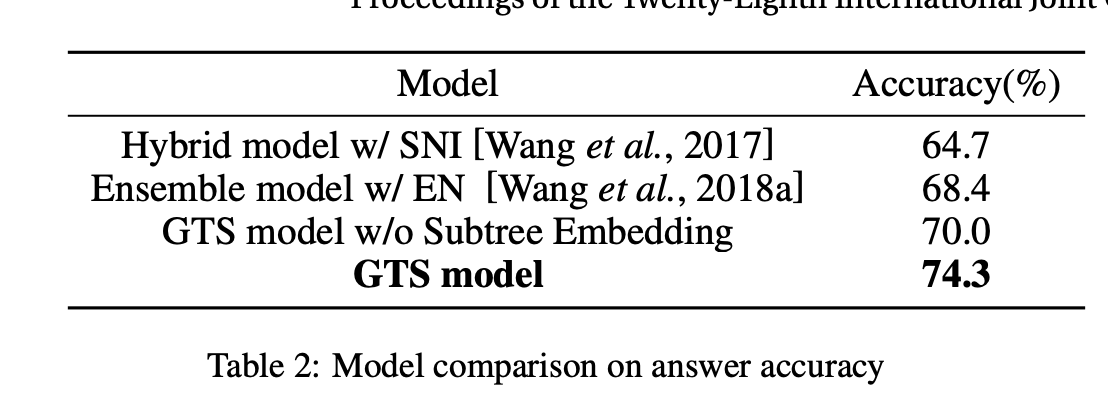 Proceedings of the Twenty-Eighth International Joint
Model Accuracy(%)
Hybrid model w/ SNI [Wang et al., 2017] 64.7
Ensemble model w/ EN [Wang et al., 2018a] 68.4
GTS model w/o Subtree Embedding 70.0
GTS model 74.3
Table 2: Model comparison on answer accuracy